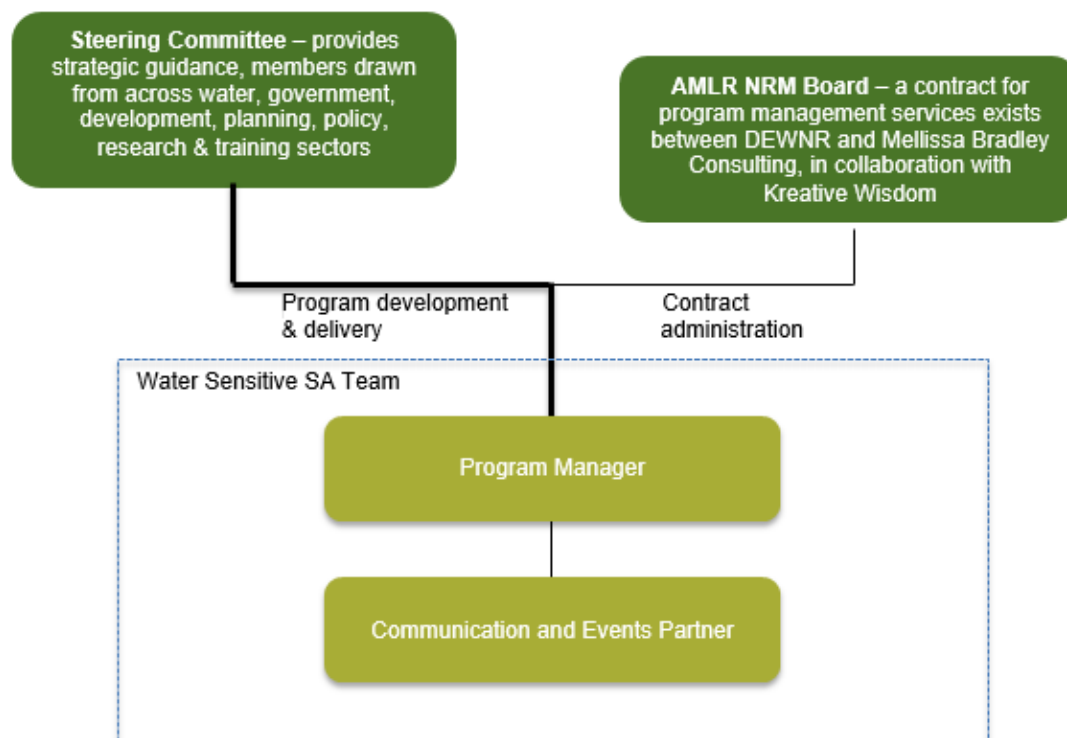 Steering Committee – provides
strategic guidance, members drawn
from across water, government,
development, planning, policy,
research & training sectors
AMLR NRM Board – a contract for
program management services exists
between DEWNR and Mellissa Bradley
Consulting, in collaboration with
Kreative Wisdom
Program development
& delivery
Contract
administration
Water Sensitive SA Team
Program Manager
Communication and Events Partner